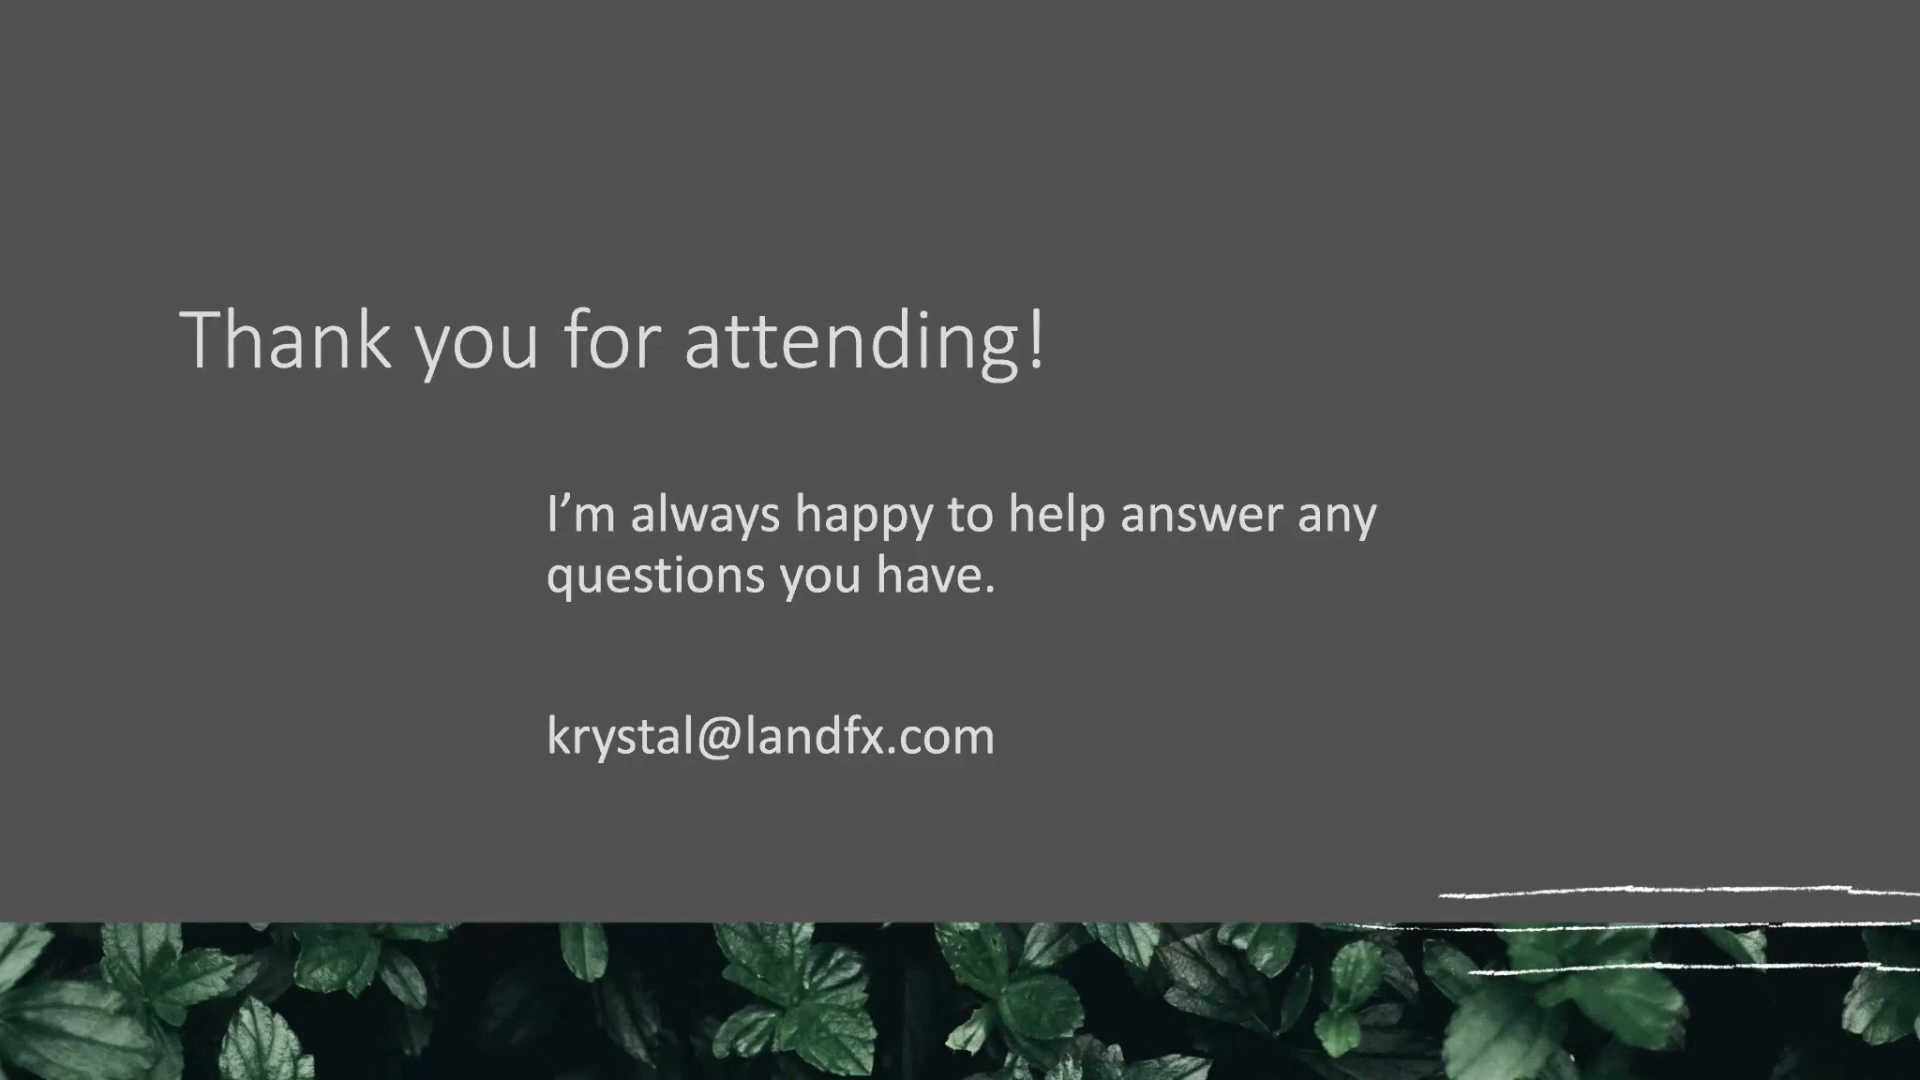 Thank you for attending!
I’m always happy to help answer any
questions you have.
krystal@landfx.com